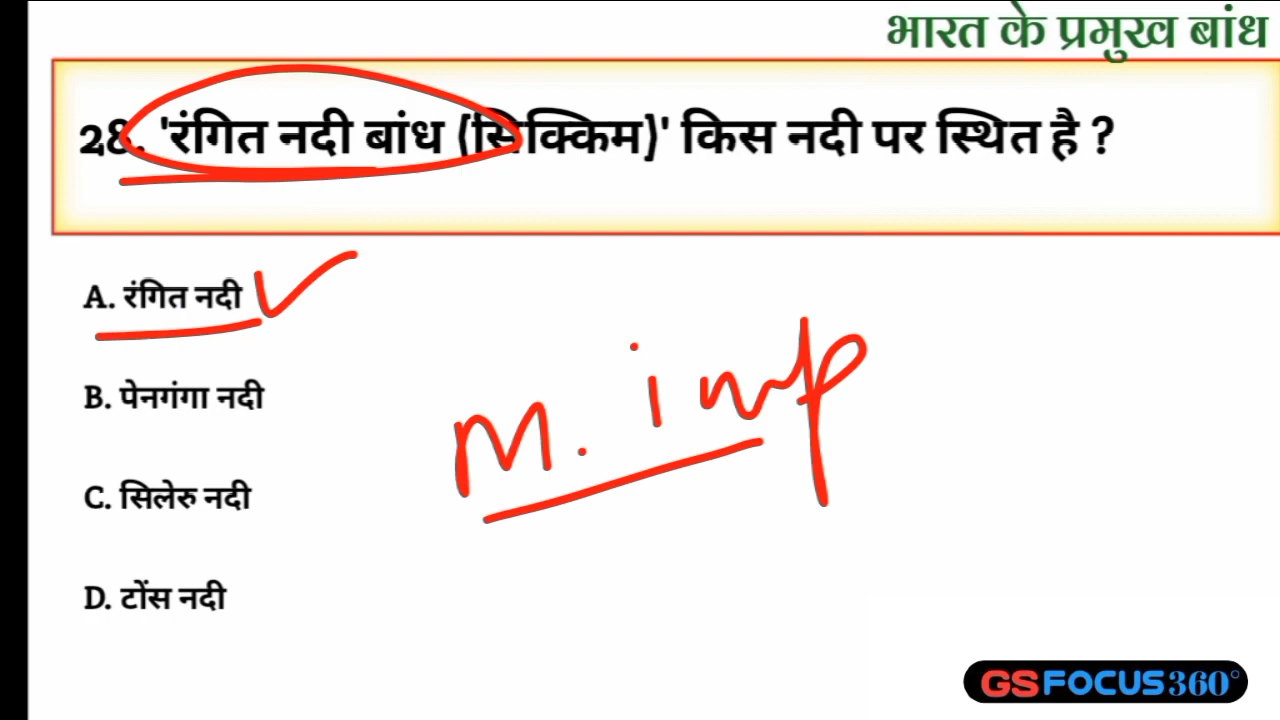 भारत के प्रमुख बांध
28. 'रंगित नदी बांध (सिक्किम)' किस नदी पर स्थित है ?
A. रंगित नदी
B. पेनगंगा नदी
M. imp
C. सिलेरु नदी
D. टोंस नदी
GSFOCUS360°